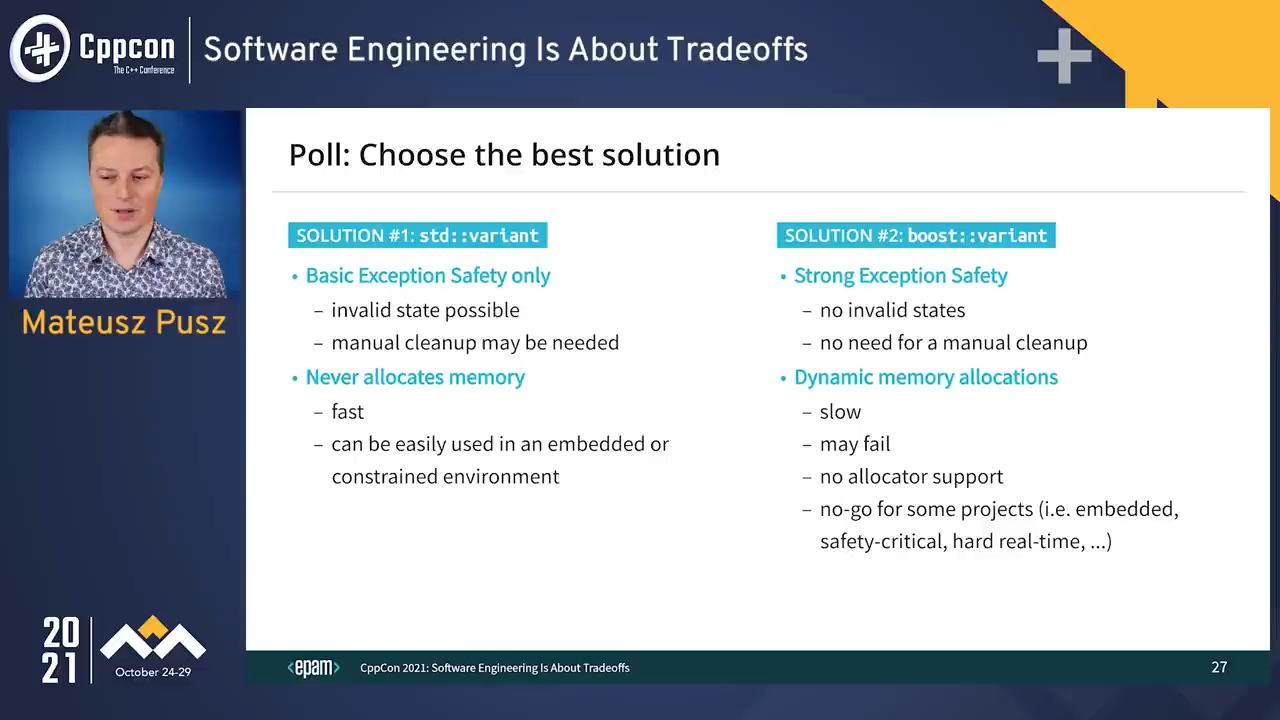 Cppcon
The C++ Conference
Software Engineering Is About Tradeoffs
Mateusz Pusz
Poll: Choose the best solution
SOLUTION #1: std::variant
• Basic Exception Safety only
– invalid state possible
– manual cleanup may be needed
• Never allocates memory
– fast
– can be easily used in an embedded or
constrained environment
SOLUTION #2: boost::variant
• Strong Exception Safety
– no invalid states
– no need for a manual cleanup
• Dynamic memory allocations
– slow
– may fail
– no allocator support
– no-go for some projects (i.e. embedded,
safety-critical, hard real-time, ...)
20
21
October 24-29
<epam>
CppCon 2021: Software Engineering Is About Tradeoffs
27